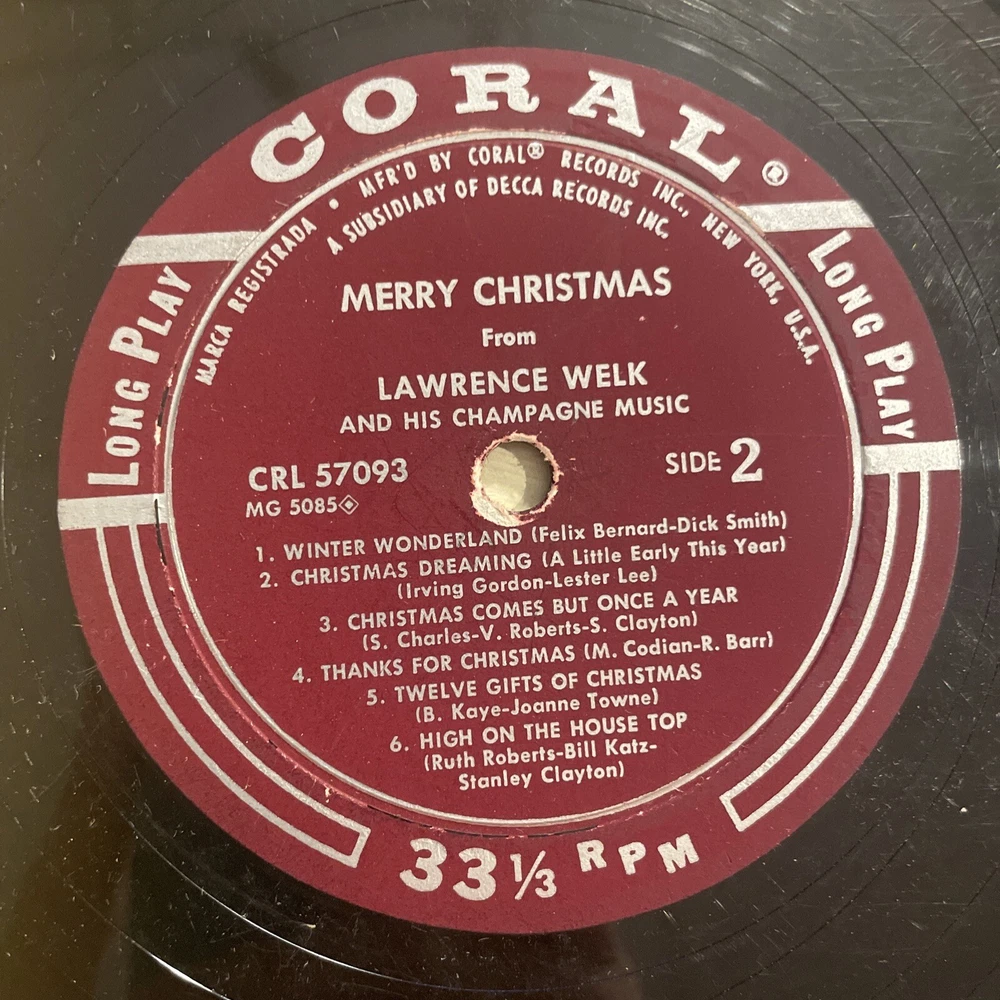 CORAL®
MARCA REGISTRADA • MFR'D BY CORAL® RECORDS INC., NEW YORK, U.S.A.
A SUBSIDIARY OF DECCA RECORDS INC.
LONG PLAY
LONG PLAY
MERRY CHRISTMAS
From
LAWRENCE WELK
AND HIS CHAMPAGNE MUSIC
CRL 57093
SIDE 2
MG 5085
1. WINTER WONDERLAND (Felix Bernard-Dick Smith)
2. CHRISTMAS DREAMING (A Little Early This Year)
(Irving Gordon-Lester Lee)
3. CHRISTMAS COMES BUT ONCE A YEAR
(S. Charles-V. Roberts-S. Clayton)
4. THANKS FOR CHRISTMAS (M. Codian-R. Barr)
5. TWELVE GIFTS OF CHRISTMAS
(B. Kaye-Joanne Towne)
6. HIGH ON THE HOUSE TOP
(Ruth Roberts-Bill Katz-
Stanley Clayton)
33 1/3 RPM